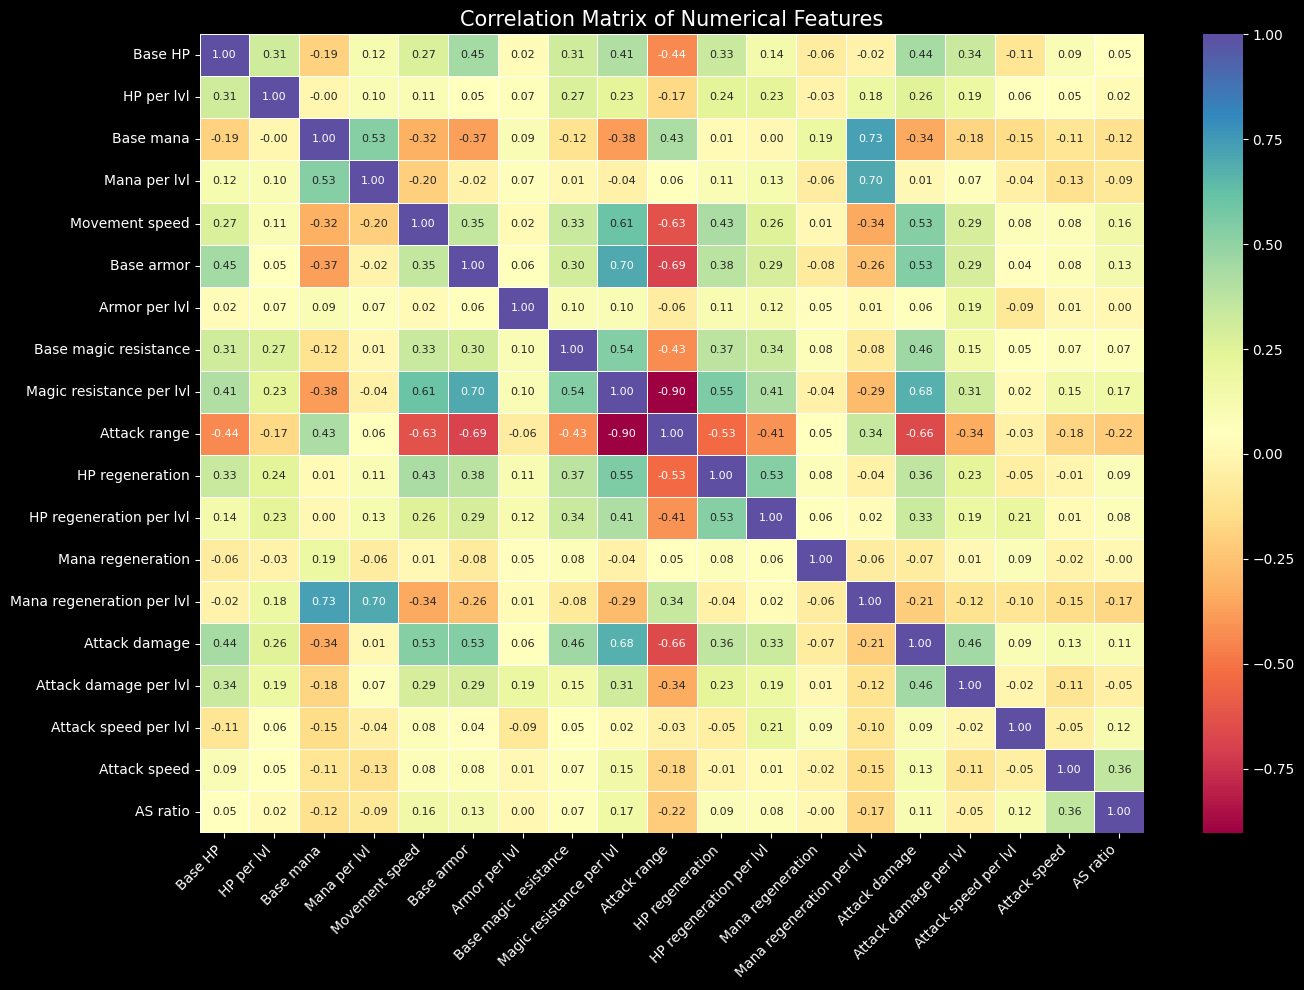 Correlation Matrix of Numerical Features
Base HP 1.00 0.31 -0.19 0.12 0.27 0.45 0.02 0.31 0.41 -0.44 0.33 0.14 -0.06 -0.02 0.44 0.34 -0.11 0.09 0.05
HP per lvl 0.31 1.00 -0.00 0.10 0.11 0.05 0.07 0.27 0.23 -0.17 0.24 0.23 -0.03 0.18 0.26 0.19 0.06 0.05 0.02
Base mana -0.19 -0.00 1.00 0.53 -0.32 -0.37 0.09 -0.12 -0.38 0.43 0.01 0.00 0.19 0.73 -0.34 -0.18 -0.15 -0.11 -0.12
Mana per lvl 0.12 0.10 0.53 1.00 -0.20 -0.02 0.07 0.01 -0.04 0.06 0.11 0.13 -0.06 0.70 0.01 0.07 -0.04 -0.13 -0.09
Movement speed 0.27 0.11 -0.32 -0.20 1.00 0.35 0.02 0.33 0.61 -0.63 0.43 0.26 0.01 -0.34 0.53 0.29 0.08 0.08 0.16
Base armor 0.45 0.05 -0.37 -0.02 0.35 1.00 0.06 0.30 0.70 -0.69 0.38 0.29 -0.08 -0.26 0.53 0.29 0.04 0.08 0.13
Armor per lvl 0.02 0.07 0.09 0.07 0.02 0.06 1.00 0.10 0.10 -0.06 0.11 0.12 0.05 0.01 0.06 0.19 -0.09 0.01 0.00
Base magic resistance 0.31 0.27 -0.12 0.01 0.33 0.30 0.10 1.00 0.54 -0.43 0.37 0.34 0.08 -0.08 0.46 0.15 0.05 0.07 0.07
Magic resistance per lvl 0.41 0.23 -0.38 -0.04 0.61 0.70 0.10 0.54 1.00 -0.90 0.55 0.41 -0.04 -0.29 0.68 0.31 0.02 0.15 0.17
Attack range -0.44 -0.17 0.43 0.06 -0.63 -0.69 -0.06 -0.43 -0.90 1.00 -0.53 -0.41 0.05 0.34 -0.66 -0.34 -0.03 -0.18 -0.22
HP regeneration 0.33 0.24 0.01 0.11 0.43 0.38 0.11 0.37 0.55 -0.53 1.00 0.53 0.08 -0.04 0.36 0.23 -0.05 -0.01 0.09
HP regeneration per lvl 0.14 0.23 0.00 0.13 0.26 0.29 0.12 0.34 0.41 -0.41 0.53 1.00 0.06 0.02 0.33 0.19 0.21 0.01 0.08
Mana regeneration -0.06 -0.03 0.19 -0.06 0.01 -0.08 0.05 0.08 -0.04 0.05 0.08 0.06 1.00 -0.06 -0.07 0.01 0.09 -0.02 -0.00
Mana regeneration per lvl -0.02 0.18 0.73 0.70 -0.34 -0.26 0.01 -0.08 -0.29 0.34 -0.04 0.02 -0.06 1.00 -0.21 -0.12 -0.10 -0.15 -0.17
Attack damage 0.44 0.26 -0.34 0.01 0.53 0.53 0.06 0.46 0.68 -0.66 0.36 0.33 -0.07 -0.21 1.00 0.46 0.09 0.13 0.11
Attack damage per lvl 0.34 0.19 -0.18 0.07 0.29 0.29 0.19 0.15 0.31 -0.34 0.23 0.19 0.01 -0.12 0.46 1.00 -0.02 -0.11 -0.05
Attack speed per lvl -0.11 0.06 -0.15 -0.04 0.08 0.04 -0.09 0.05 0.02 -0.03 -0.05 0.21 0.09 -0.10 0.09 -0.02 1.00 -0.05 0.12
Attack speed 0.09 0.05 -0.11 -0.13 0.08 0.08 0.01 0.07 0.15 -0.18 -0.01 0.01 -0.02 -0.15 0.13 -0.11 -0.05 1.00 0.36
AS ratio 0.05 0.02 -0.12 -0.09 0.16 0.13 0.00 0.07 0.17 -0.22 0.09 0.08 -0.00 -0.17 0.11 -0.05 0.12 0.36 1.00
Base HP
HP per lvl
Base mana
Mana per lvl
Movement speed
Base armor
Armor per lvl
Base magic resistance
Magic resistance per lvl
Attack range
HP regeneration
HP regeneration per lvl
Mana regeneration
Mana regeneration per lvl
Attack damage
Attack damage per lvl
Attack speed per lvl
Attack speed
AS ratio
1.00
0.75
0.50
0.25
0.00
−0.25
−0.50
−0.75